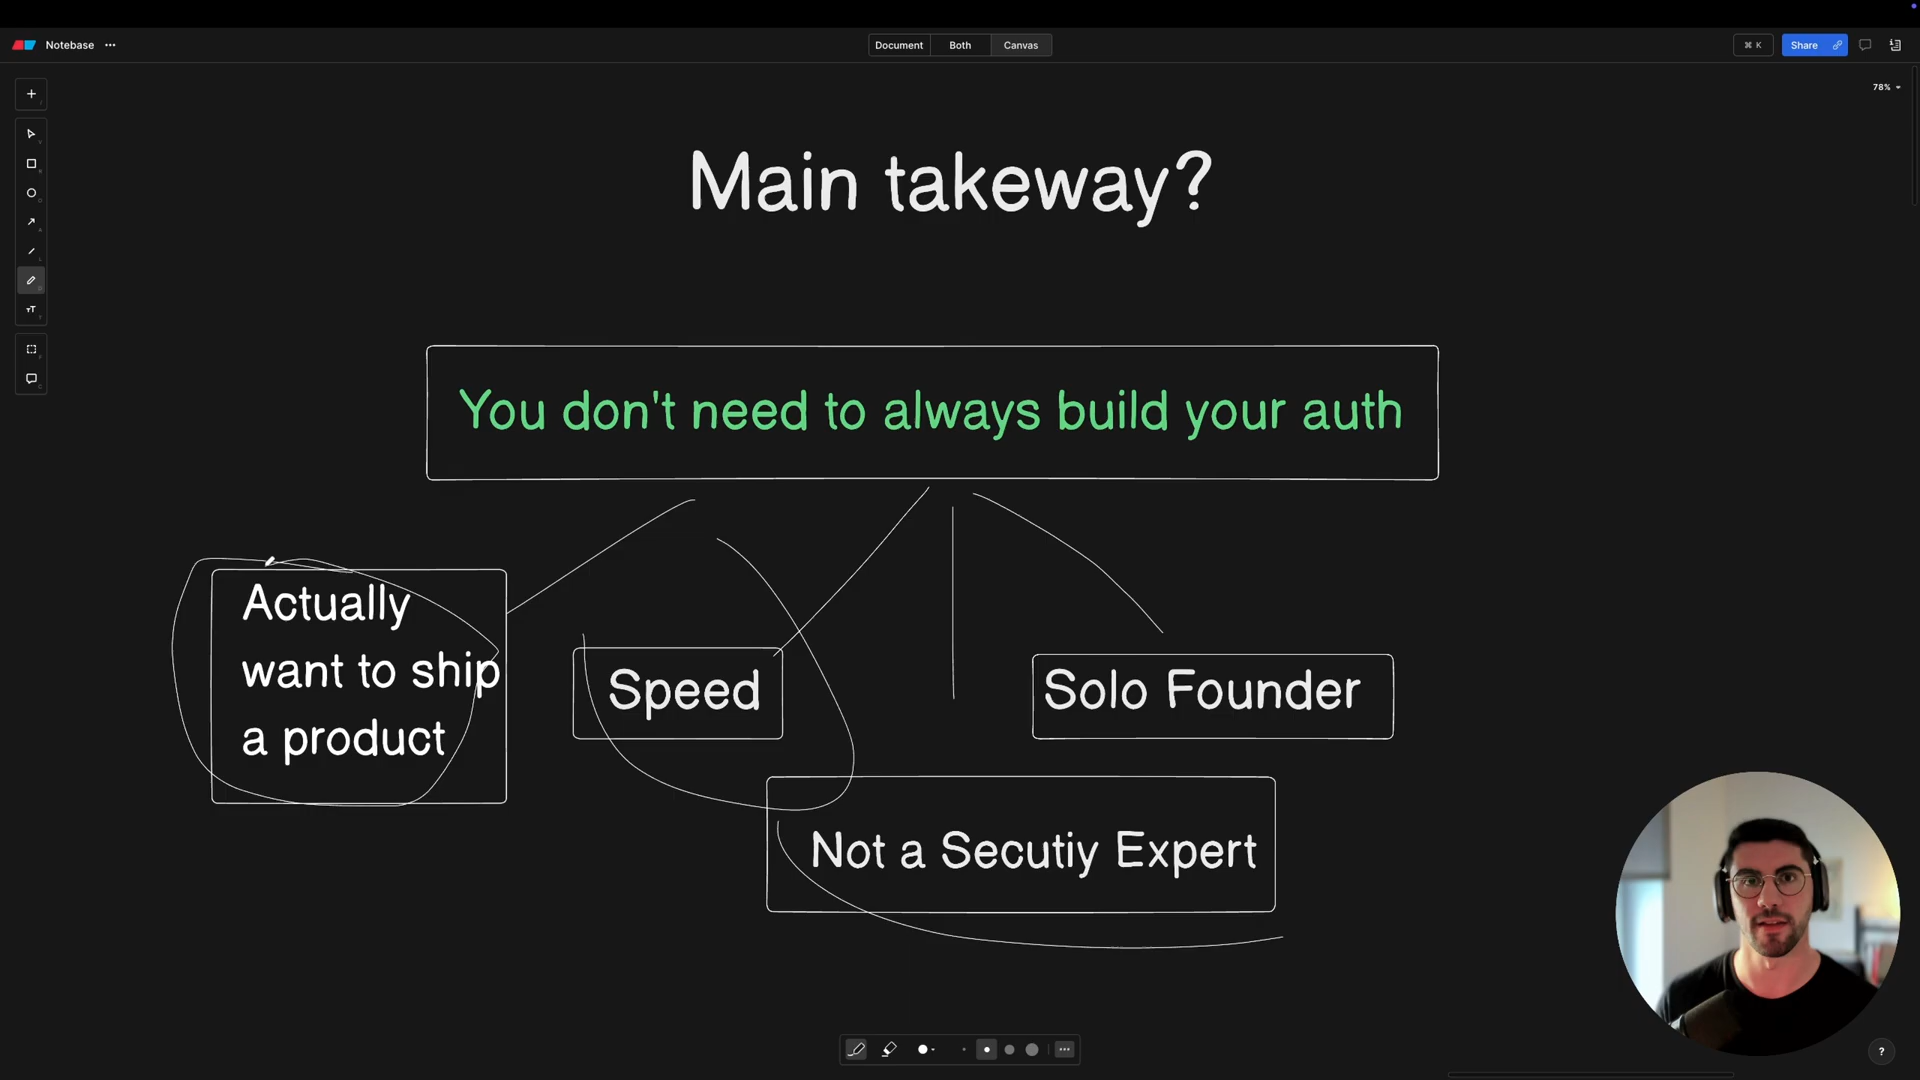 Notebase
Document
Both
Canvas
⌘ K
Share
78%
Main takeway?
You don't need to always build your auth
Actually
want to ship
a product
Speed
Solo Founder
Not a Secutiy Expert
?